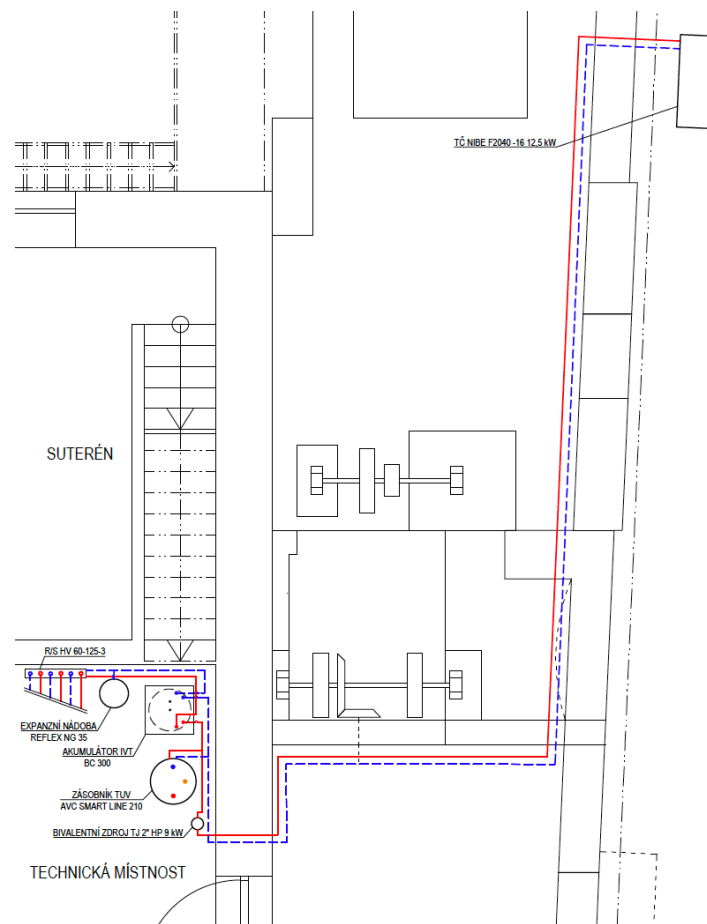 TČ NIBE F2040 -16 12,5 kW
SUTERÉN
R/S HV 60-125-3
EXPANZNÍ NÁDOBA
REFLEX NG 35
AKUMULÁTOR IVT
BC 300
ZÁSOBNÍK TUV
AVC SMART LINE 210
BIVALENTNÍ ZDROJ TJ 2" HP 9 kW
TECHNICKÁ MÍSTNOST